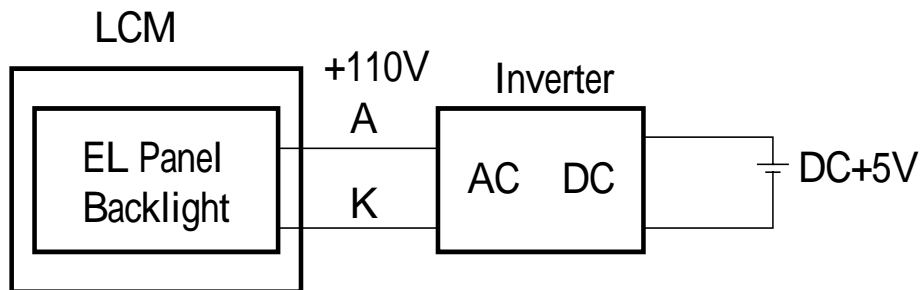 LCM
+110V
Inverter
A
EL Panel
Backlight
AC DC
DC+5V
K